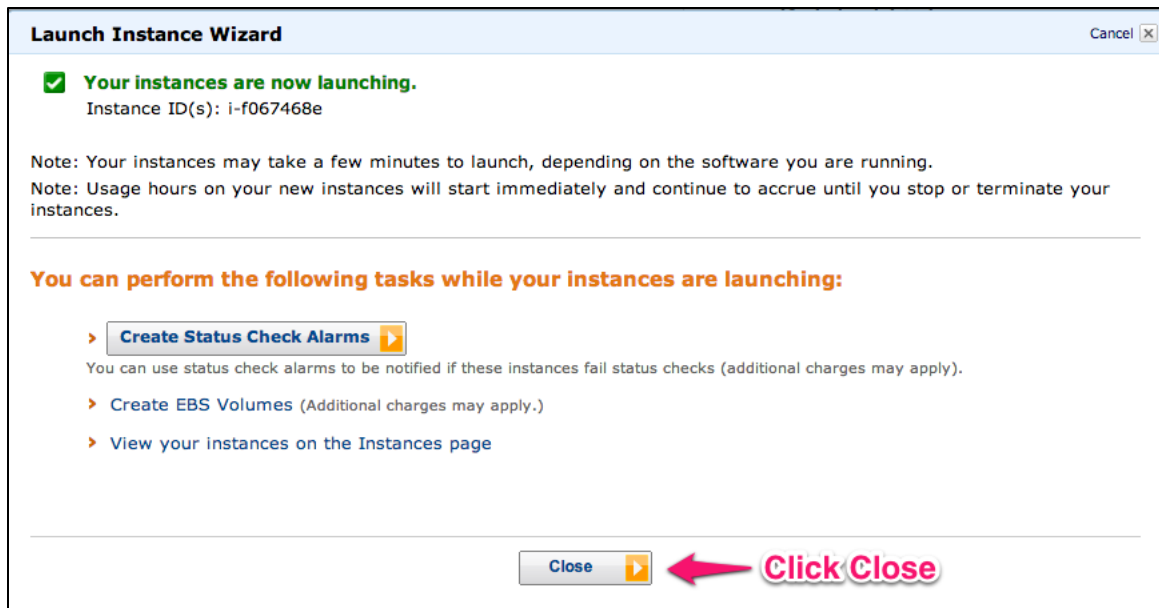 Launch Instance Wizard
Cancel
Your instances are now launching.
Instance ID(s): i-f067468e
Note: Your instances may take a few minutes to launch, depending on the software you are running.
Note: Usage hours on your new instances will start immediately and continue to accrue until you stop or terminate your
instances.
You can perform the following tasks while your instances are launching:
Create Status Check Alarms
You can use status check alarms to be notified if these instances fail status checks (additional charges may apply).
Create EBS Volumes (Additional charges may apply.)
View your instances on the Instances page
Close
Click Close